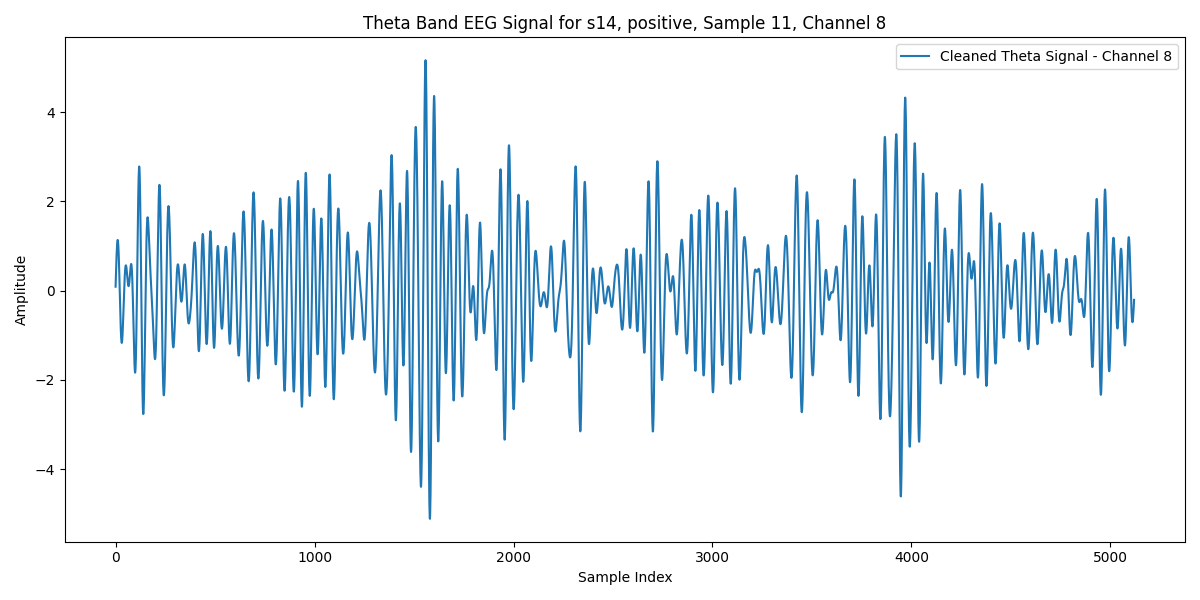 Theta Band EEG Signal for s14, positive, Sample 11, Channel 8
Cleaned Theta Signal - Channel 8
Amplitude
4
2
0
−2
−4
0 1000 2000 3000 4000 5000
Sample Index